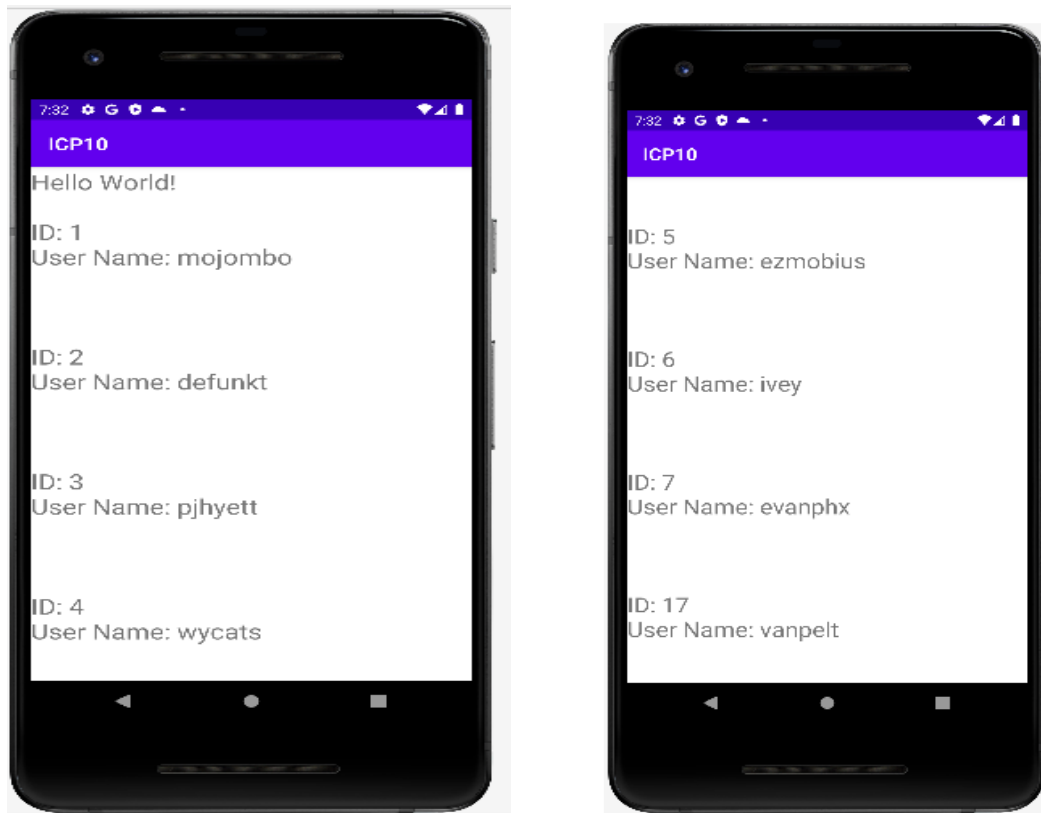 7:32
ICP10
Hello World!
ID: 1
User Name: mojombo
ID: 2
User Name: defunkt
ID: 3
User Name: pjhyett
ID: 4
User Name: wycats
7:32
ICP10
ID: 5
User Name: ezmobius
ID: 6
User Name: ivey
ID: 7
User Name: evanphx
ID: 17
User Name: vanpelt